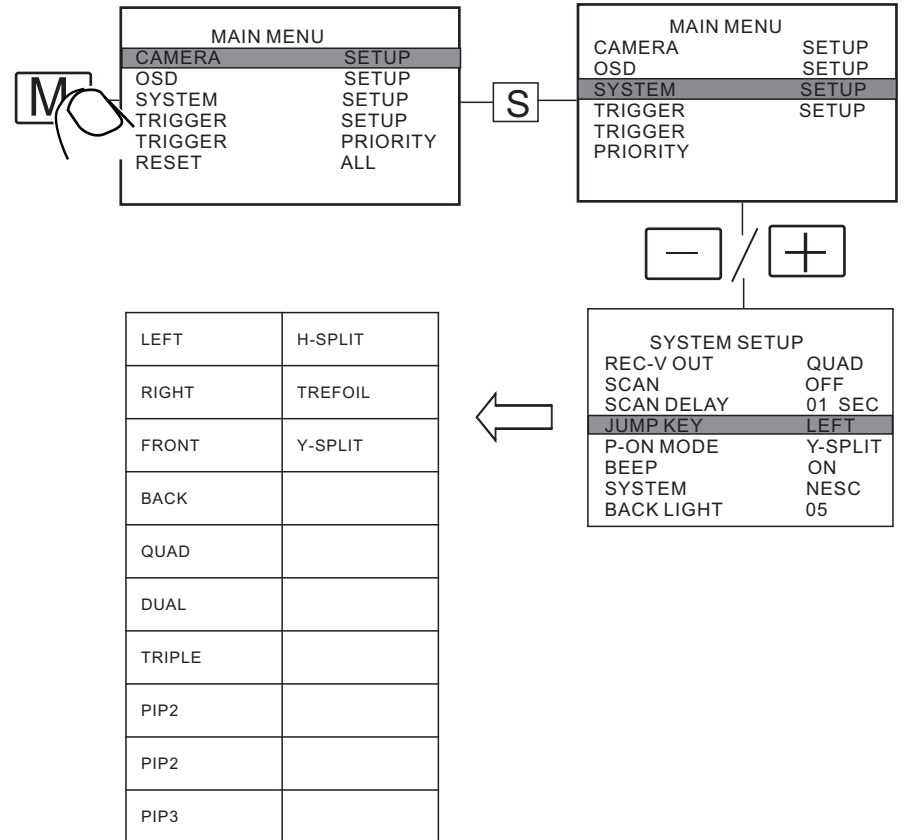 M
MAIN MENU
CAMERA SETUP
OSD SETUP
SYSTEM SETUP
TRIGGER SETUP
TRIGGER PRIORITY
RESET ALL
S
MAIN MENU
CAMERA SETUP
OSD SETUP
SYSTEM SETUP
TRIGGER SETUP
TRIGGER
PRIORITY
− / +
SYSTEM SETUP
REC-V OUT QUAD
SCAN OFF
SCAN DELAY 01 SEC
JUMP KEY LEFT
P-ON MODE Y-SPLIT
BEEP ON
SYSTEM NESC
BACK LIGHT 05
LEFT H-SPLIT
RIGHT TREFOIL
FRONT Y-SPLIT
BACK
QUAD
DUAL
TRIPLE
PIP2
PIP2
PIP3